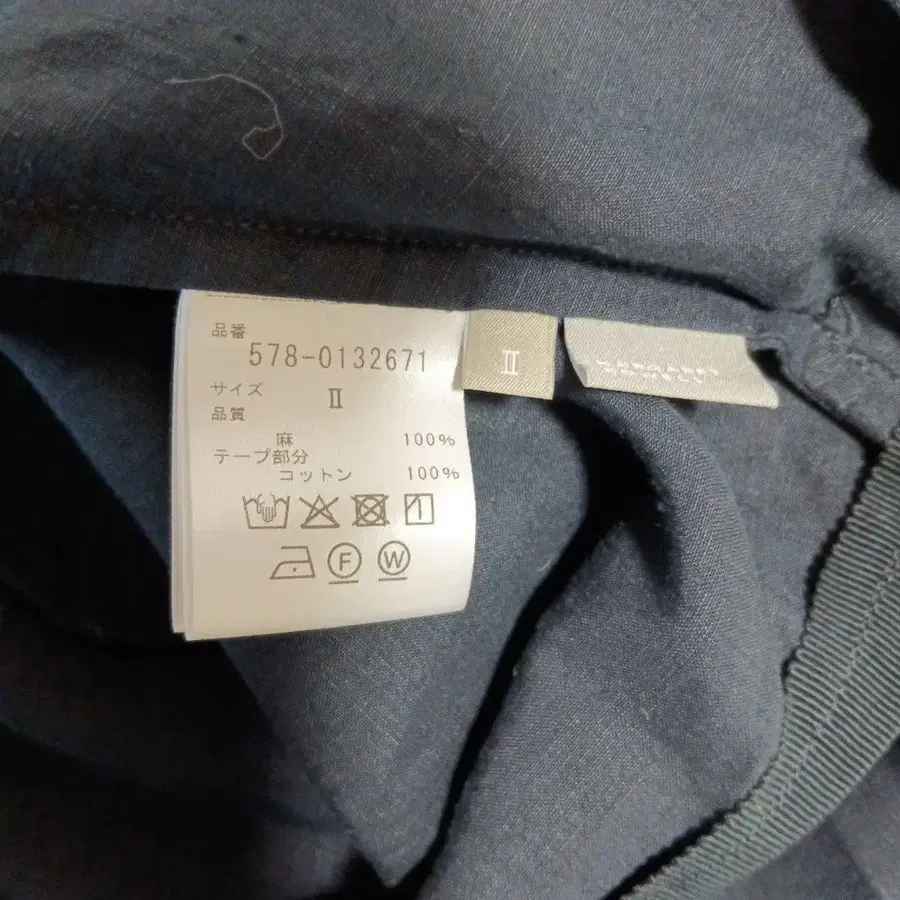 品番
578-0132671
サイズ Ⅱ
品質
麻 100%
テープ部分
コットン 100%
F W
Ⅱ